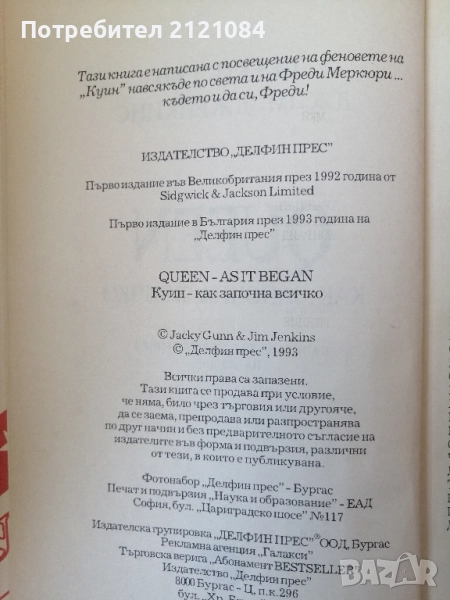 Потребител 2121084
Тази книга е написана с посвещение на феновете на
„Куин” навсякъде по света и на Фреди Меркюри ...
където и да си, Фреди!
ИЗДАТЕЛСТВО „ДЕЛФИН ПРЕС”
Първо издание във Великобритания през 1992 година от
Sidgwick & Jackson Limited
Първо издание в България през 1993 година на
„Делфин прес”
QUEEN – AS IT BEGAN
Куин – как започна всичко
© Jacky Gunn & Jim Jenkins
© „Делфин прес”, 1993
Всички права са запазени.
Тази книга се продава при условие,
че няма, било чрез търговия или другояче,
да се заема, препродава или разпространява
по друг начин и без предварителното съгласие на
издателите във форма и подвързия, различни
от тези, в които е публикувана.
Фотонабор „Делфин прес” – Бургас
Печат и подвързия „Наука и образование” – ЕАД
София, бул. „Цариградско шосе” №117
Издателска групировка „ДЕЛФИН ПРЕС”® ООД, Бургас
Рекламна агенция „Галакси”
Търговска верига „Абонамент BESTSELLER”
Издателство „Делфин прес”
8000 Бургас – Ц, п.к. 296
бул. „Хр. 
BAZAR